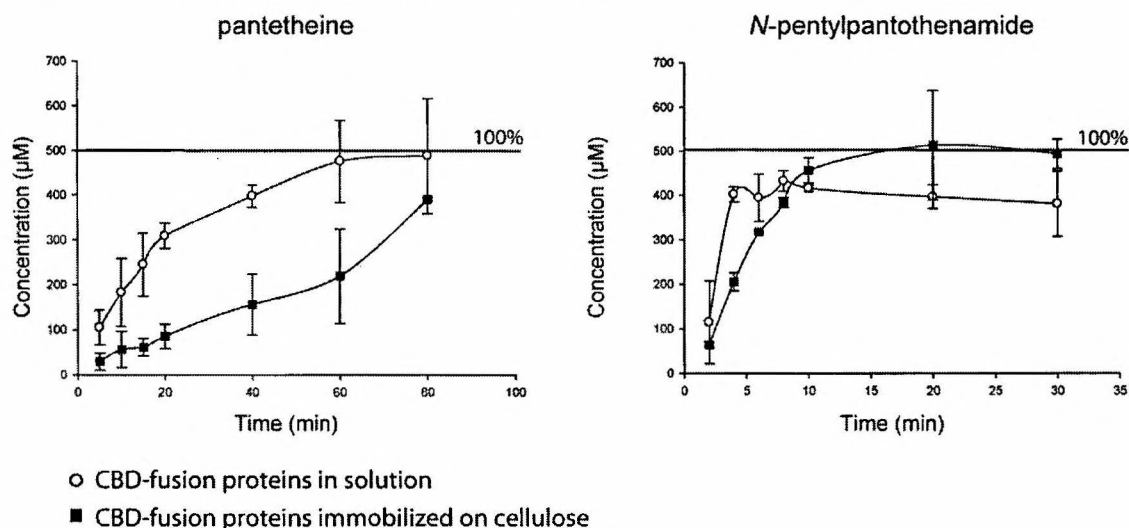 pantetheine
700
600
500
400
300
200
100
0
Concentration (µM)
100%
0 20 40 60 80 100
Time (min)
N-pentylpantothenamide
700
600
500
400
300
200
100
0
Concentration (µM)
100%
0 5 10 15 20 25 30 35
Time (min)
CBD-fusion proteins in solution
CBD-fusion proteins immobilized on cellulose